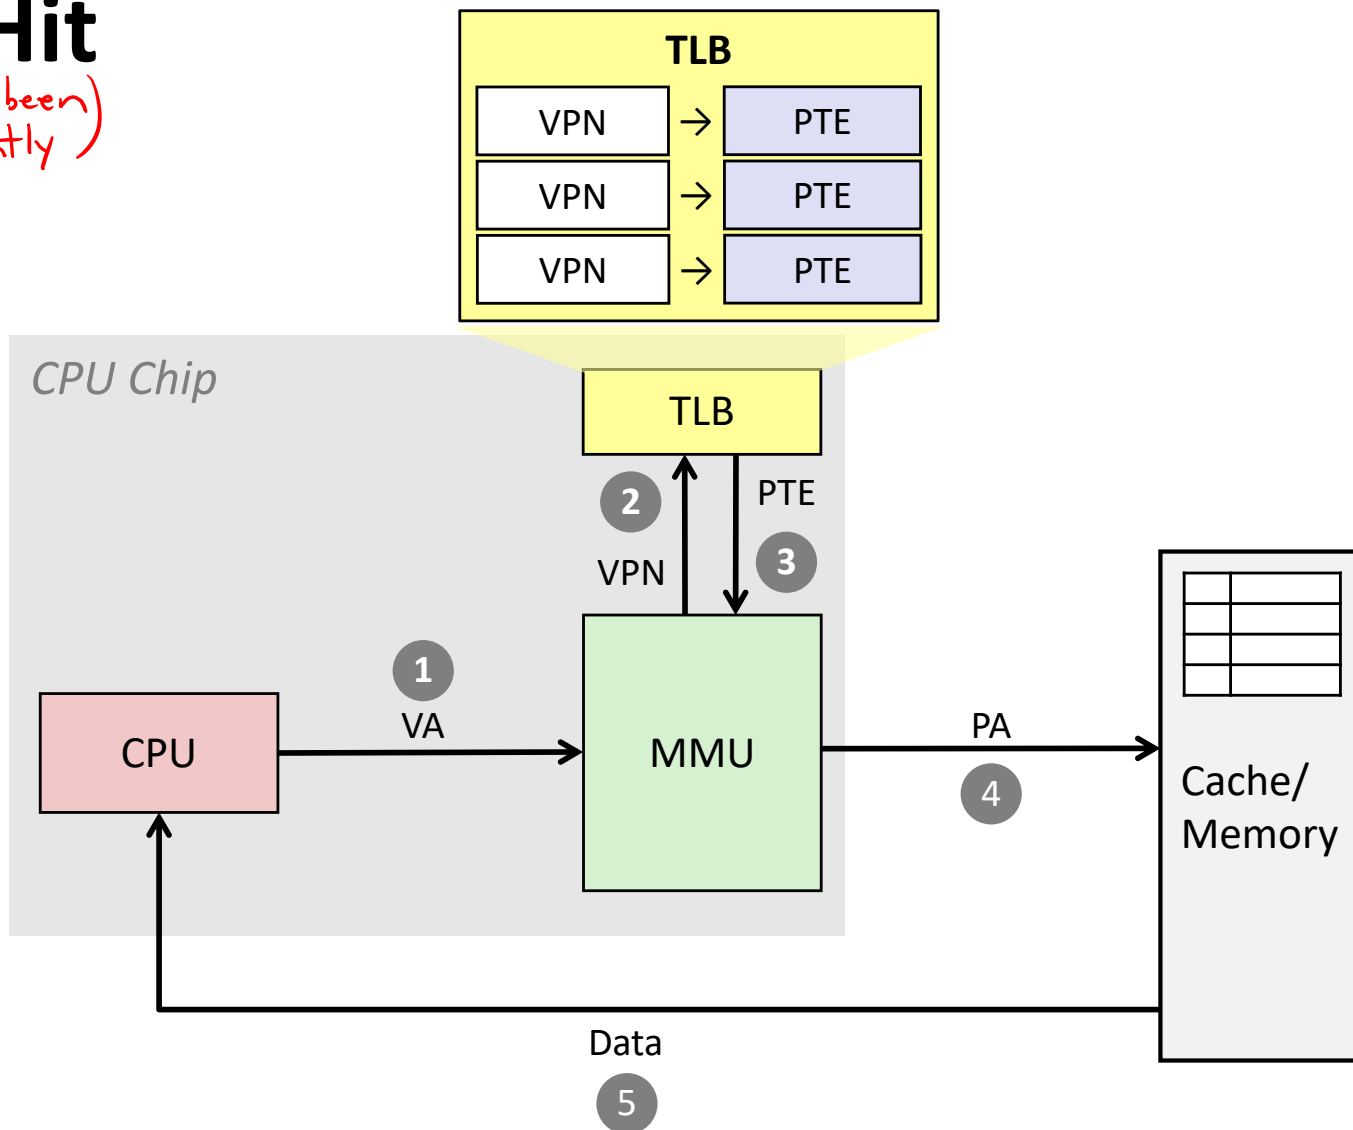 Hit
been)
TLB
VPN → PTE
VPN → PTE
VPN → PTE
CPU Chip
TLB
2
PTE
VPN
3
1
VA
CPU
MMU
PA
4
Cache/
Memory
Data
5